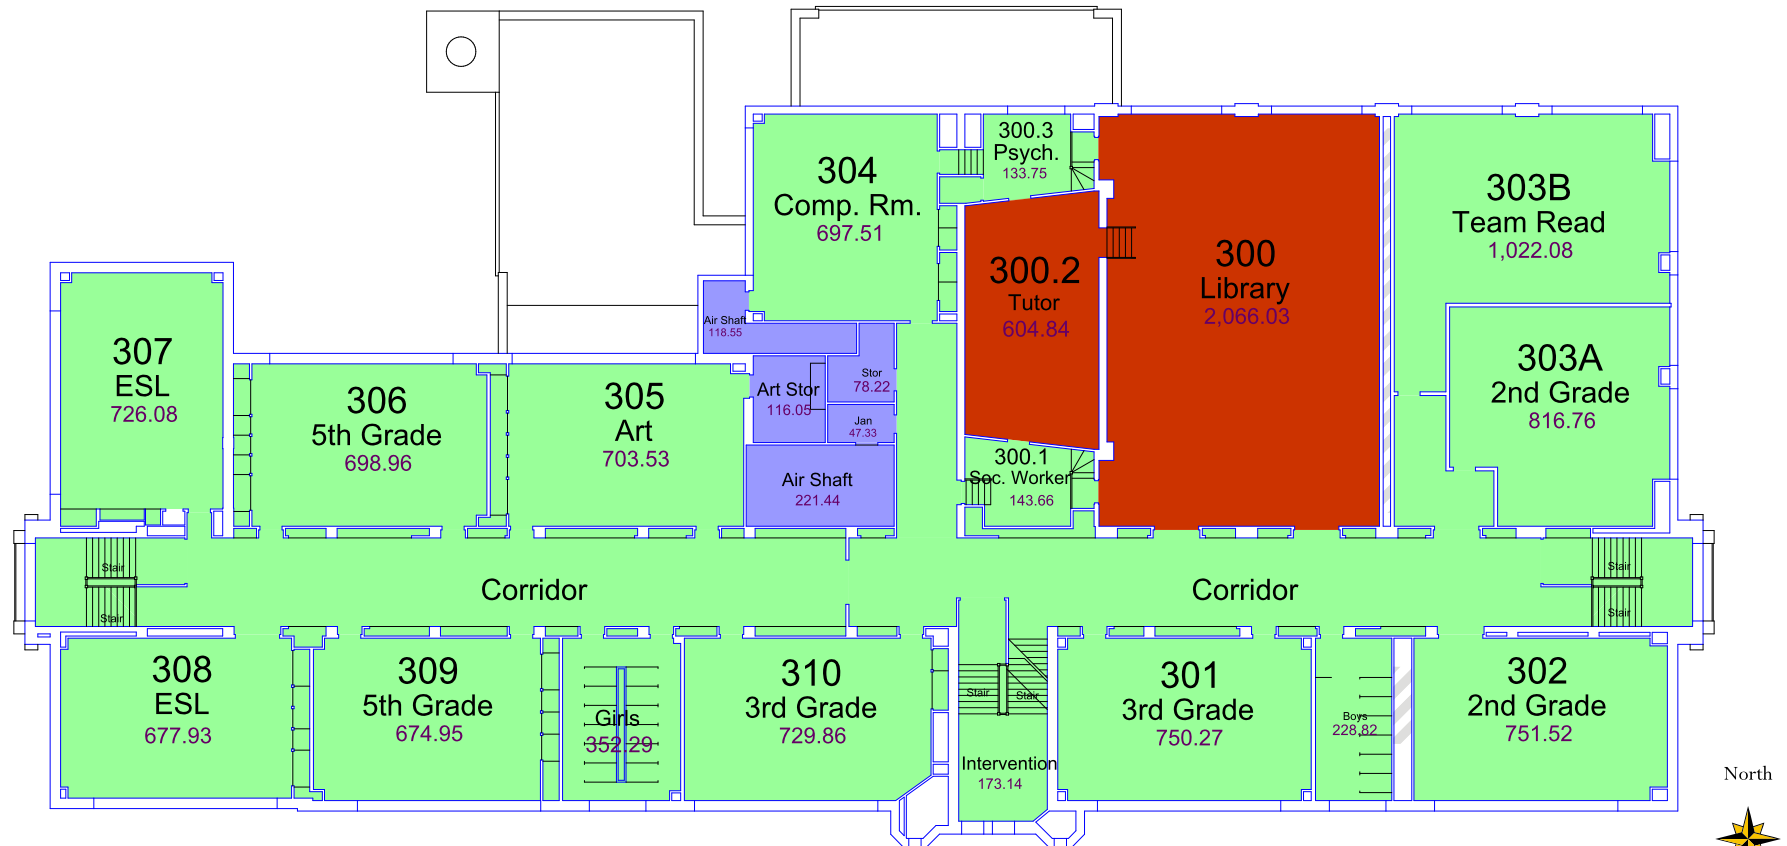 300.3
Psych.
133.75
304
Comp. Rm.
697.51
303B
Team Read
1,022.08
300
Library
2,066.03
300.2
Tutor
604.84
Air Shaft
118.55
307
ESL
726.08
306
5th Grade
698.96
305
Art
703.53
Art Stor
116.05
Stor
78.22
Jan
47.33
303A
2nd Grade
816.76
Air Shaft
221.44
300.1
Soc. Worker
143.66
Stair
Stair
Corridor
Corridor
Stair
Stair
308
ESL
677.93
309
5th Grade
674.95
Girls
352.29
310
3rd Grade
729.86
Stair
Stair
Intervention
173.14
301
3rd Grade
750.27
Boys
228.82
302
2nd Grade
751.52
North